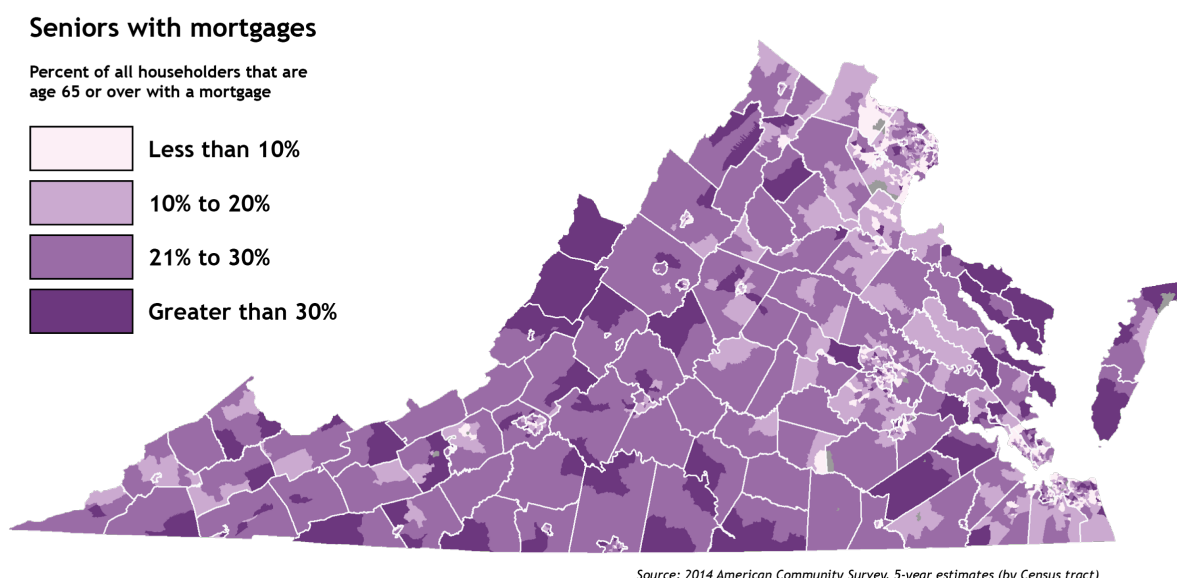 Seniors with mortgages
Percent of all householders that are
age 65 or over with a mortgage
Less than 10%
10% to 20%
21% to 30%
Greater than 30%
Source: 2014 American Community Survey, 5-year estimates (by Census tract)